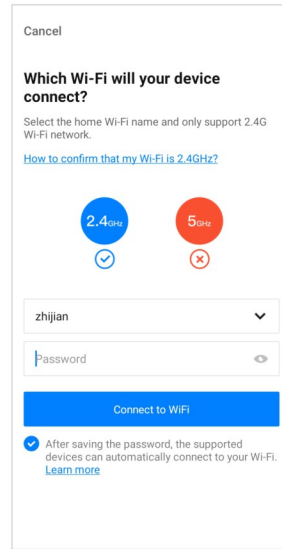 Cancel
Which Wi-Fi will your device
connect?
Select the home Wi-Fi name and only support 2.4G
Wi-Fi network.
How to confirm that my Wi-Fi is 2.4GHz?
2.4GHz
5GHz
zhijian
Password
Connect to WiFi
After saving the password, the supported
devices can automatically connect to your Wi-Fi.
Learn more